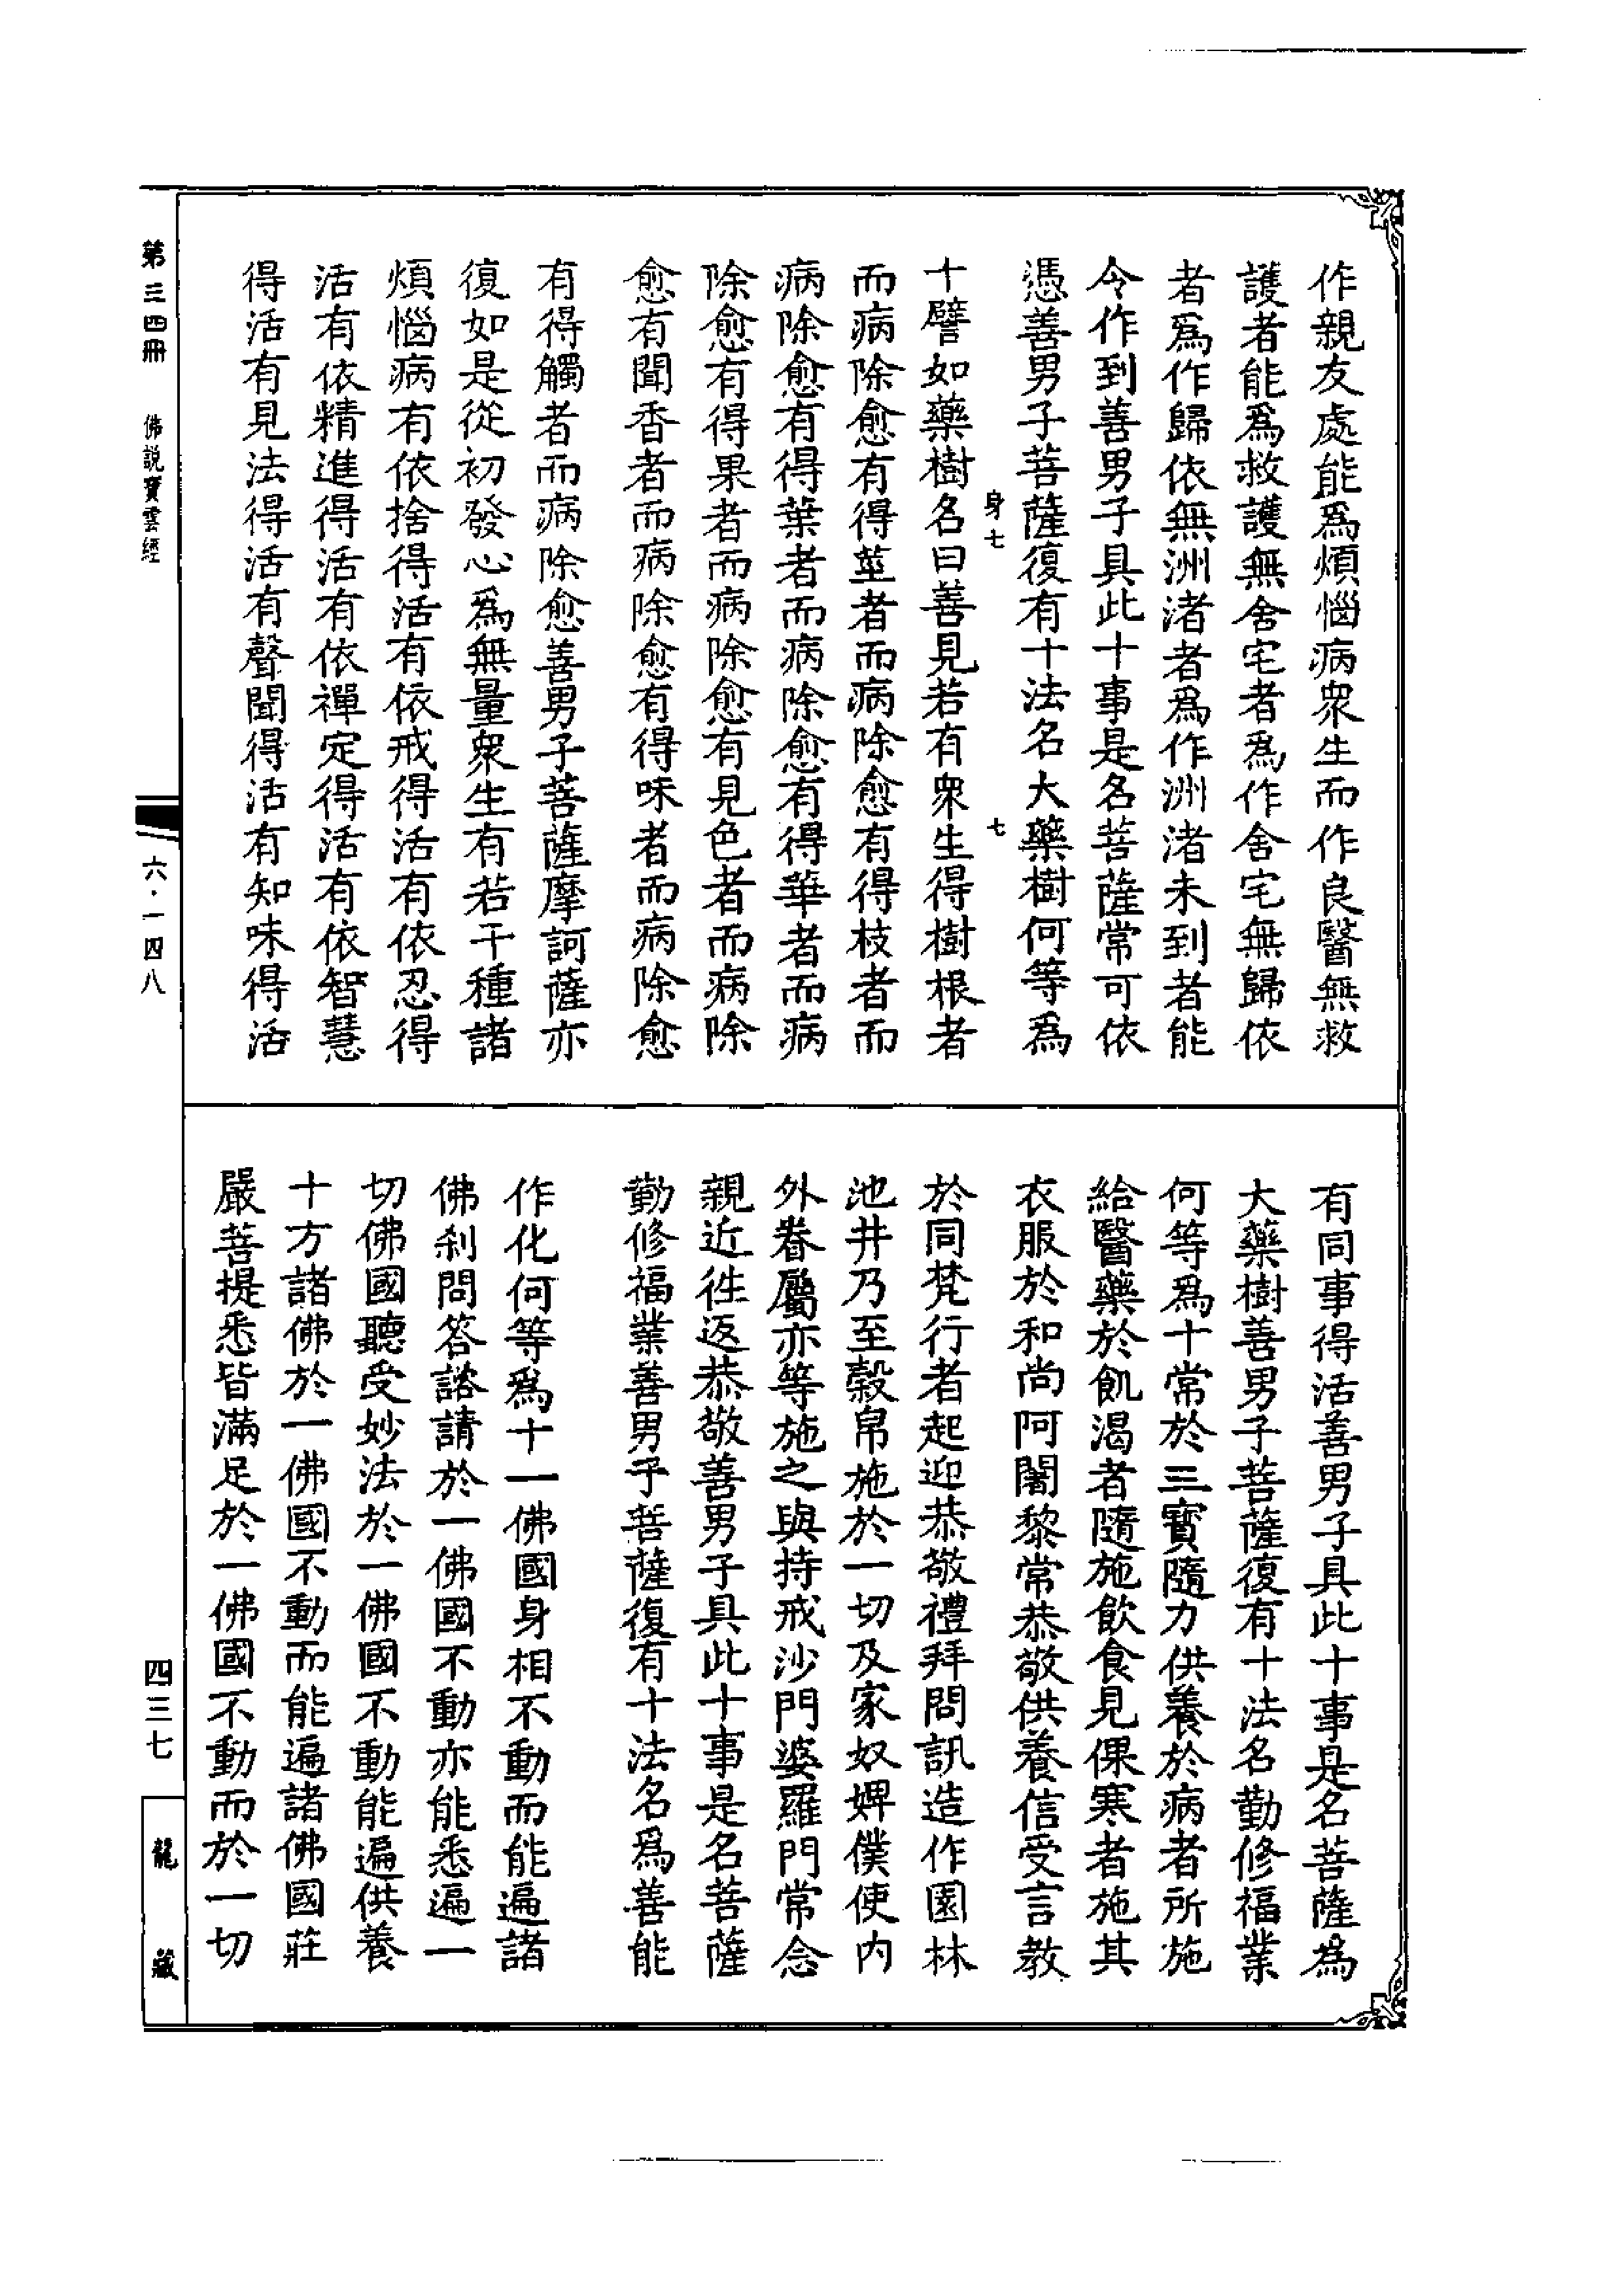 作親友處能爲煩惱病衆生而作良醫無救
護者能爲救護無舍宅者爲作舍宅無歸依
者爲作歸依無洲渚者爲作洲渚未到者能
令作到善男子具此十事是名菩薩常可依
憑善男子菩薩復有十法名大藥樹何等爲
身七
七
十譬如藥樹名曰善見若有衆生得樹根者
而病除愈有得莖者而病除愈有得枝者而
病除愈有得葉者而病除愈有得華者而病
除愈有得果者而病除愈有見色者而病除
愈有聞香者而病除愈有得味者而病除愈
有得觸者而病除愈善男子菩薩摩訶薩亦
復如是從初發心爲無量衆生有若干種諸
煩惱病有依捨得活有依戒得活有依忍得
活有依精進得活有依禪定得活有依智慧
得活有見法得活有聲聞得活有知味得活
有同事得活善男子具此十事是名菩薩爲
大藥樹善男子菩薩復有十法名勤修福業
何等爲十常於三寶隨力供養於病者所施
給醫藥於飢渴者隨施飲食見倮寒者施其
衣服於和尚阿闍黎常恭敬供養信受言教
於同梵行者起迎恭敬禮拜問訊造作園林
池井乃至穀帛施於一切及家奴婢僕使內
外眷屬亦等施之與持戒沙門婆羅門常念
親近往返恭敬善男子具此十事是名菩薩
勤修福業善男子菩薩復有十法名爲善能
作化何等爲十一佛國身相不動而能遍諸
佛刹問答諮請於一佛國不動亦能悉遍一
切佛國聽受妙法於一佛國不動能遍供養
十方諸佛於一佛國不動而能遍諸佛國莊
嚴菩提悉皆滿足於一佛國不動而於一切
第三四冊　佛說寶雲經
六·一四八
四三七
龍藏